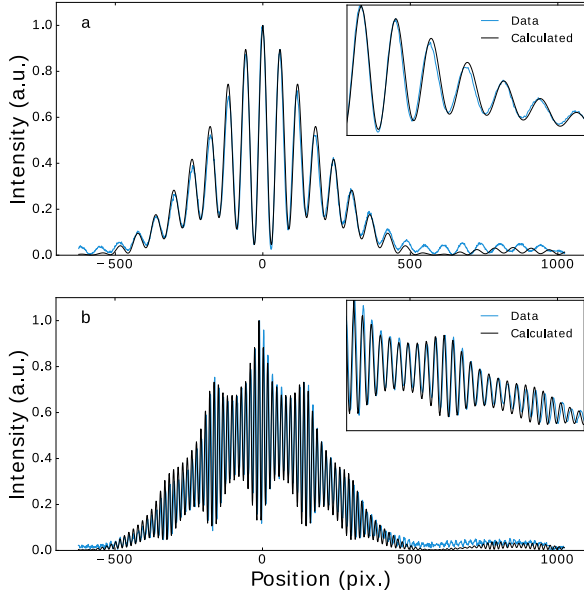 a
Data
Calculated
1.0
0.8
0.6
0.4
0.2
0.0
Intensity (a.u.)
−500
0
500
1000
b
Data
Calculated
1.0
0.8
0.6
0.4
0.2
0.0
Intensity (a.u.)
−500
0
500
1000
Position (pix.)